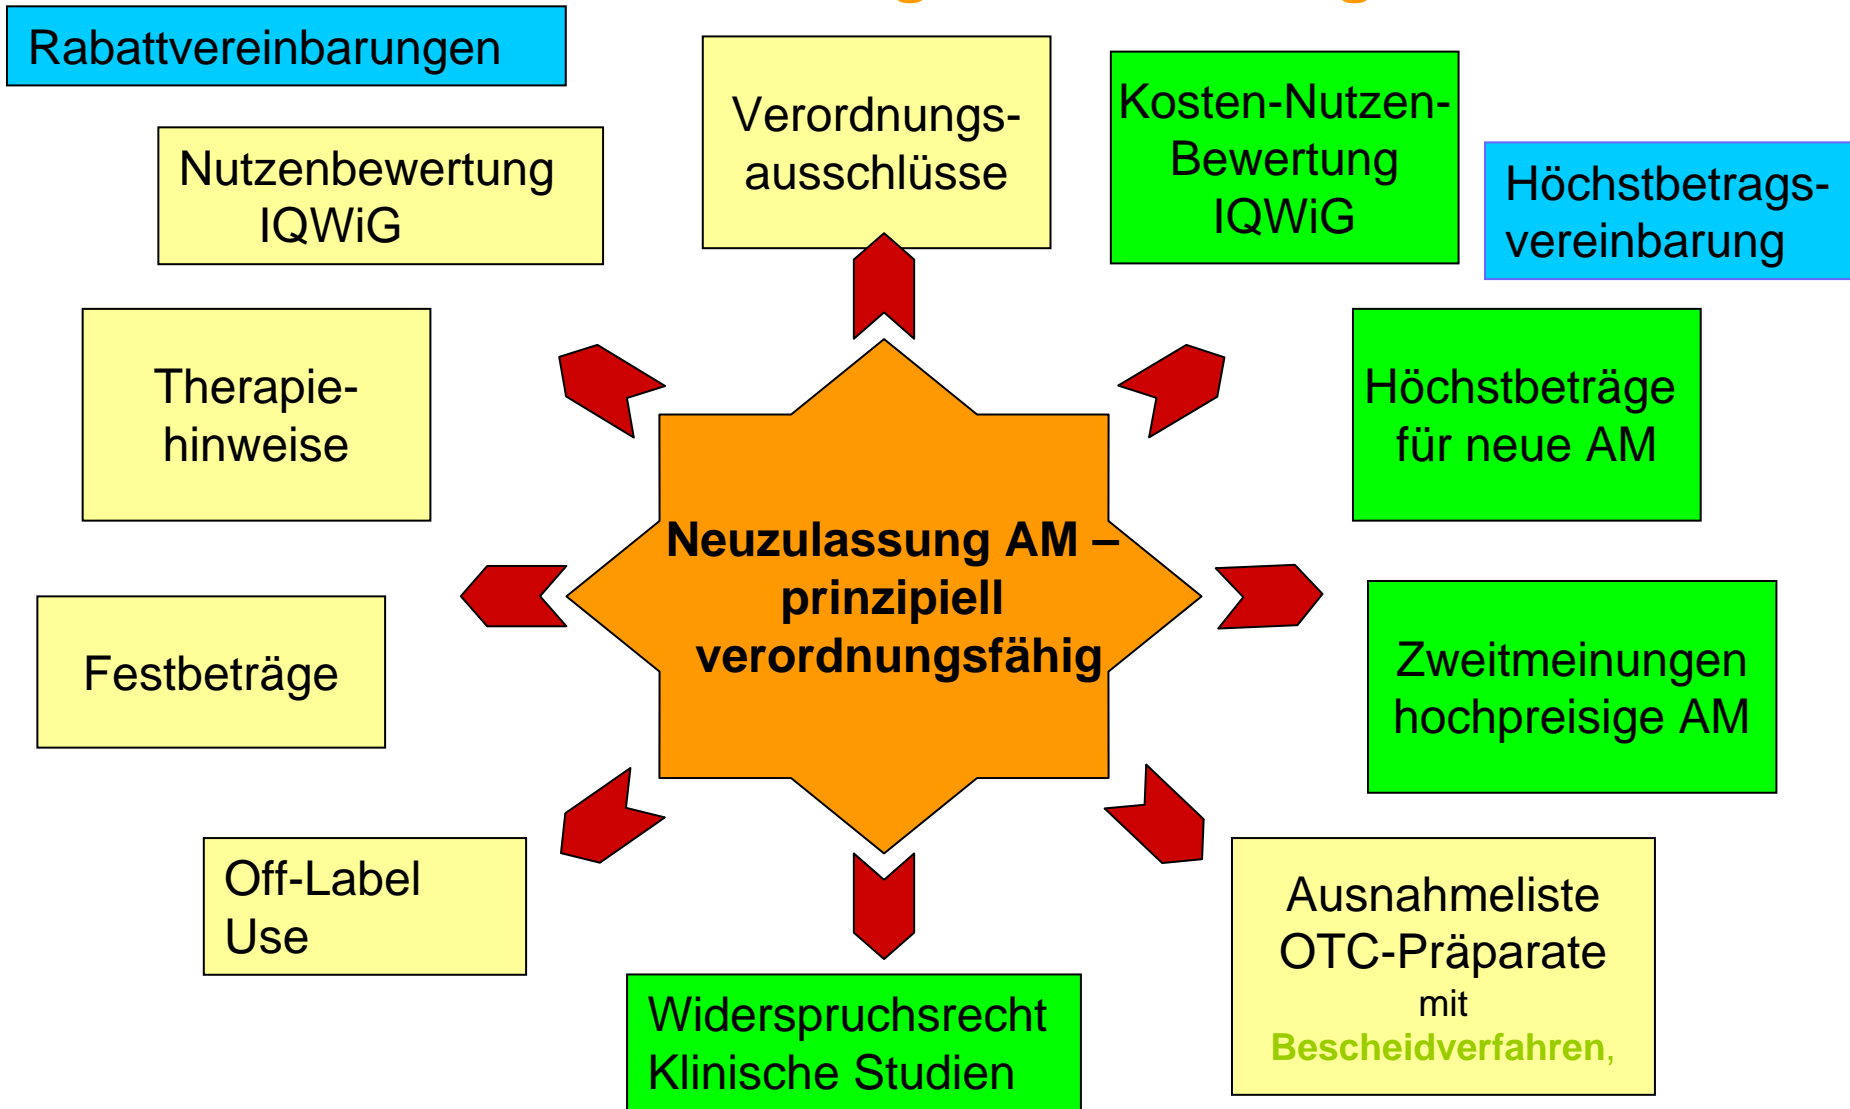 Rabattvereinbarungen
Nutzenbewertung
IQWiG
Verordnungs-
ausschlüsse
Kosten-Nutzen-
Bewertung
IQWiG
Höchstbetrags-
vereinbarung
Therapie-
hinweise
Höchstbeträge
für neue AM
Neuzulassung AM –
prinzipiell
verordnungsfähig
Festbeträge
Zweitmeinungen
hochpreisige AM
Off-Label
Use
Widerspruchsrecht
Klinische Studien
Ausnahmeliste
OTC-Präparate
mit
Bescheidverfahren,